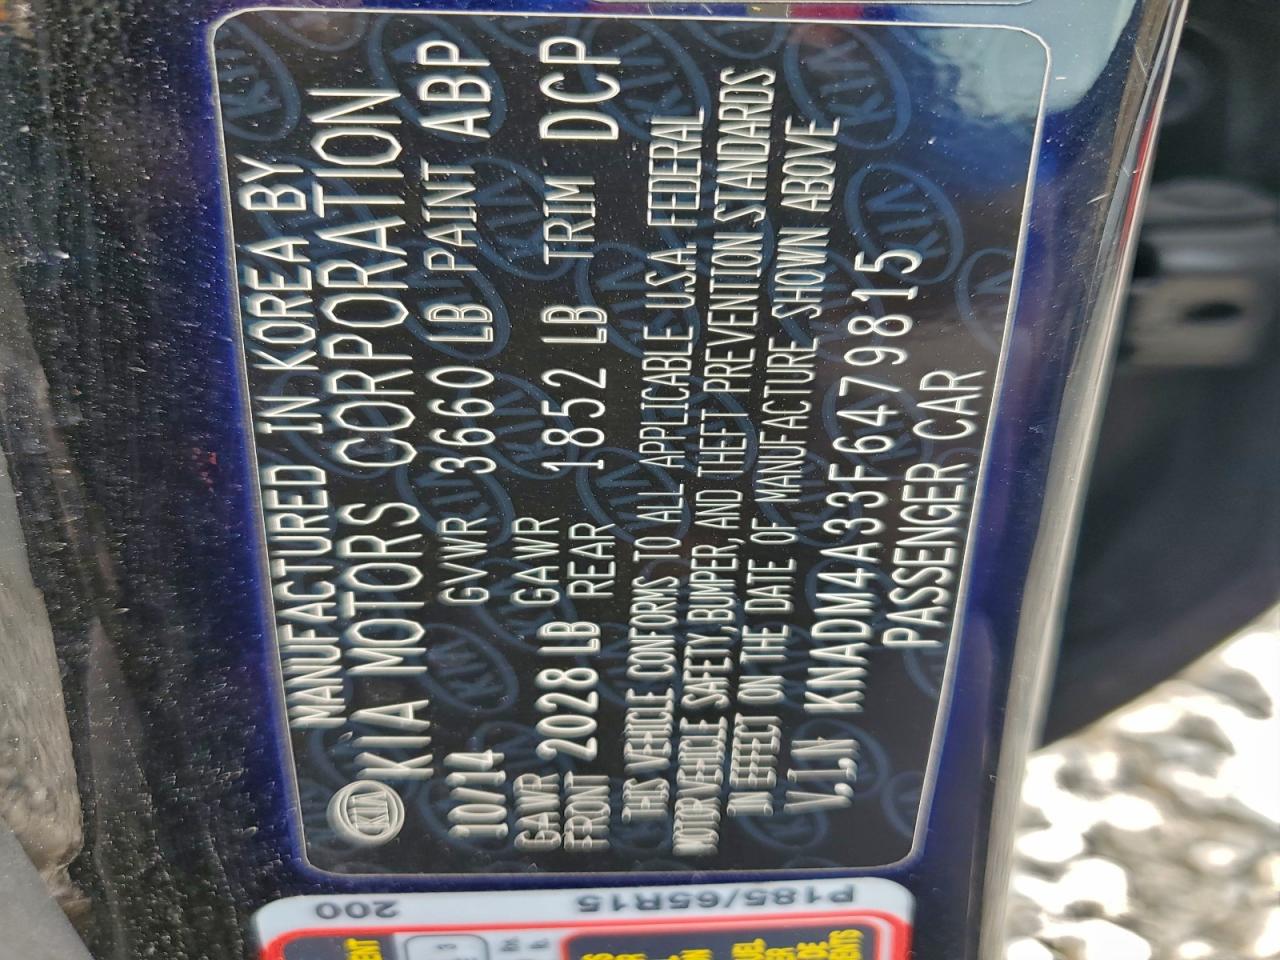 MANUFACTURED IN KOREA BY
KIA KIA MOTORS CORPORATION
10/14 GVWR 3660 LB PAINT ABP
GAWR FRONT 2028 LB GAWR REAR 1852 LB TRIM DCP
THIS VEHICLE CONFORMS TO ALL APPLICABLE U.S.A. FEDERAL
MOTOR VEHICLE SAFETY, BUMPER, AND THEFT PREVENTION STANDARDS
IN EFFECT ON THE DATE OF MANUFACTURE SHOWN ABOVE
V.I.N KNADM4A33F6479815
PASSENGER CAR
P185/65R15
200